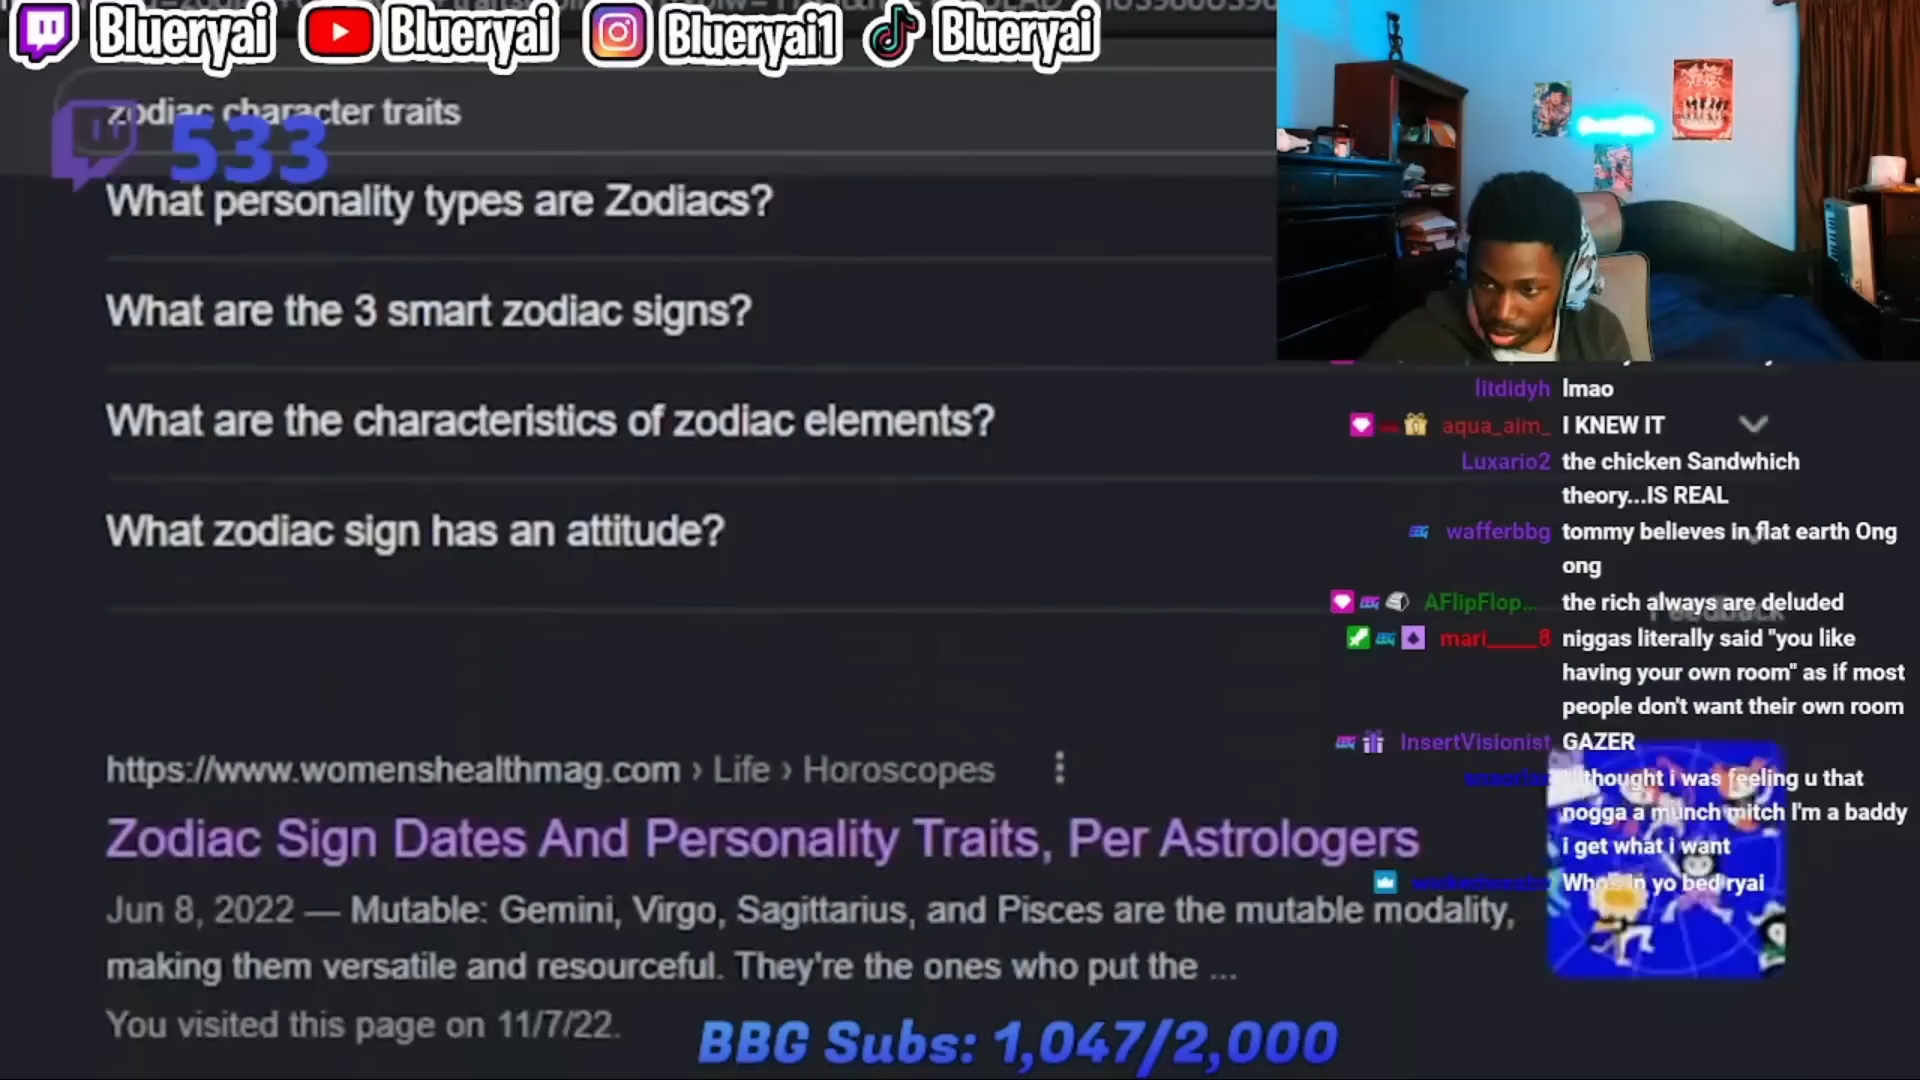 Blueryai Blueryai Blueryai1 Blueryai
zodiac character traits
533
What personality types are Zodiacs?
What are the 3 smart zodiac signs?
What are the characteristics of zodiac elements?
What zodiac sign has an attitude?
Feedback
https://www.womenshealthmag.com › Life › Horoscopes
Zodiac Sign Dates And Personality Traits, Per Astrologers
Jun 8, 2022 — Mutable: Gemini, Virgo, Sagittarius, and Pisces are the mutable modality,
making them versatile and resourceful. They're the ones who put the ...
You visited this page on 11/7/22.
BBG Subs: 1,047/2,000
litdidyh lmao
aqua_aim_ I KNEW IT
Luxario2 the chicken Sandwhich
theory...IS REAL
wafferbbg tommy believes in flat earth Ong
ong
AFlipFlop... the rich always are deluded
mari____8 niggas literally said "you like
having your own room" as if most
people don't want their own room
InsertVisionist GAZER
thought i was feeling u that
nogga a munch mitch I'm a baddy
i get what i want
Who's in yo bed ryai